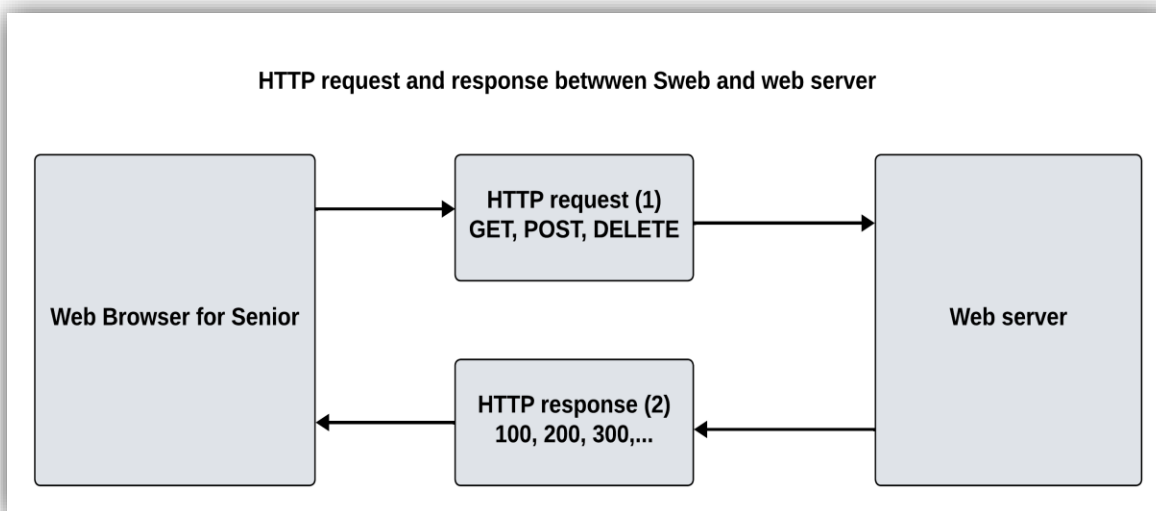 HTTP request and response betwwen Sweb and web server
HTTP request (1)
GET, POST, DELETE
Web Browser for Senior
Web server
HTTP response (2)
100, 200, 300,...